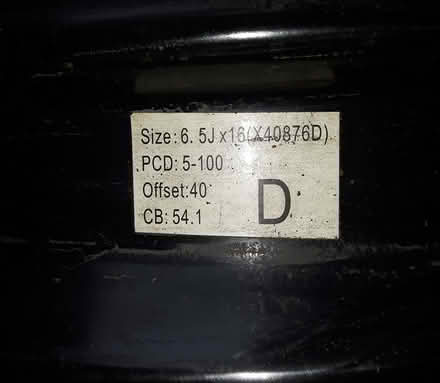 Size: 6. 5J x16(X40876D)
PCD: 5-100
Offset:40
CB: 54.1
D